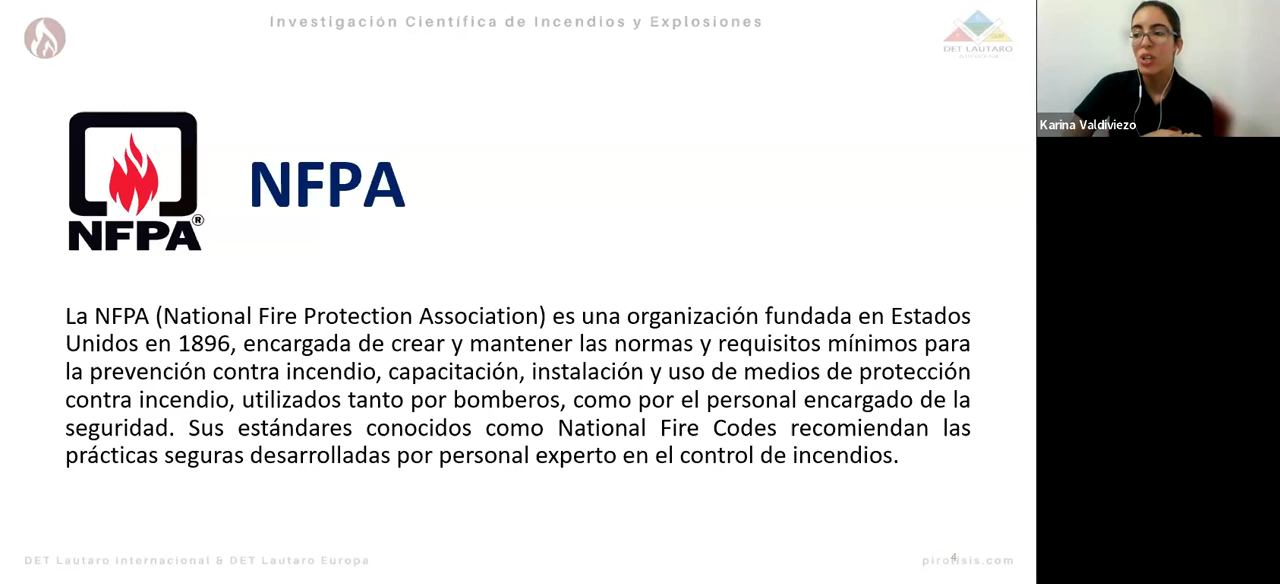 Investigación Científica de Incendios y Explosiones
DET LAUTARO
Karina Valdiviezo
NFPA®
NFPA
La NFPA (National Fire Protection Association) es una organización fundada en Estados
Unidos en 1896, encargada de crear y mantener las normas y requisitos mínimos para
la prevención contra incendio, capacitación, instalación y uso de medios de protección
contra incendio, utilizados tanto por bomberos, como por el personal encargado de la
seguridad. Sus estándares conocidos como National Fire Codes recomiendan las
prácticas seguras desarrolladas por personal experto en el control de incendios.
DET Lautaro Internacional & DET Lautaro Europa
4
pirolisis.com